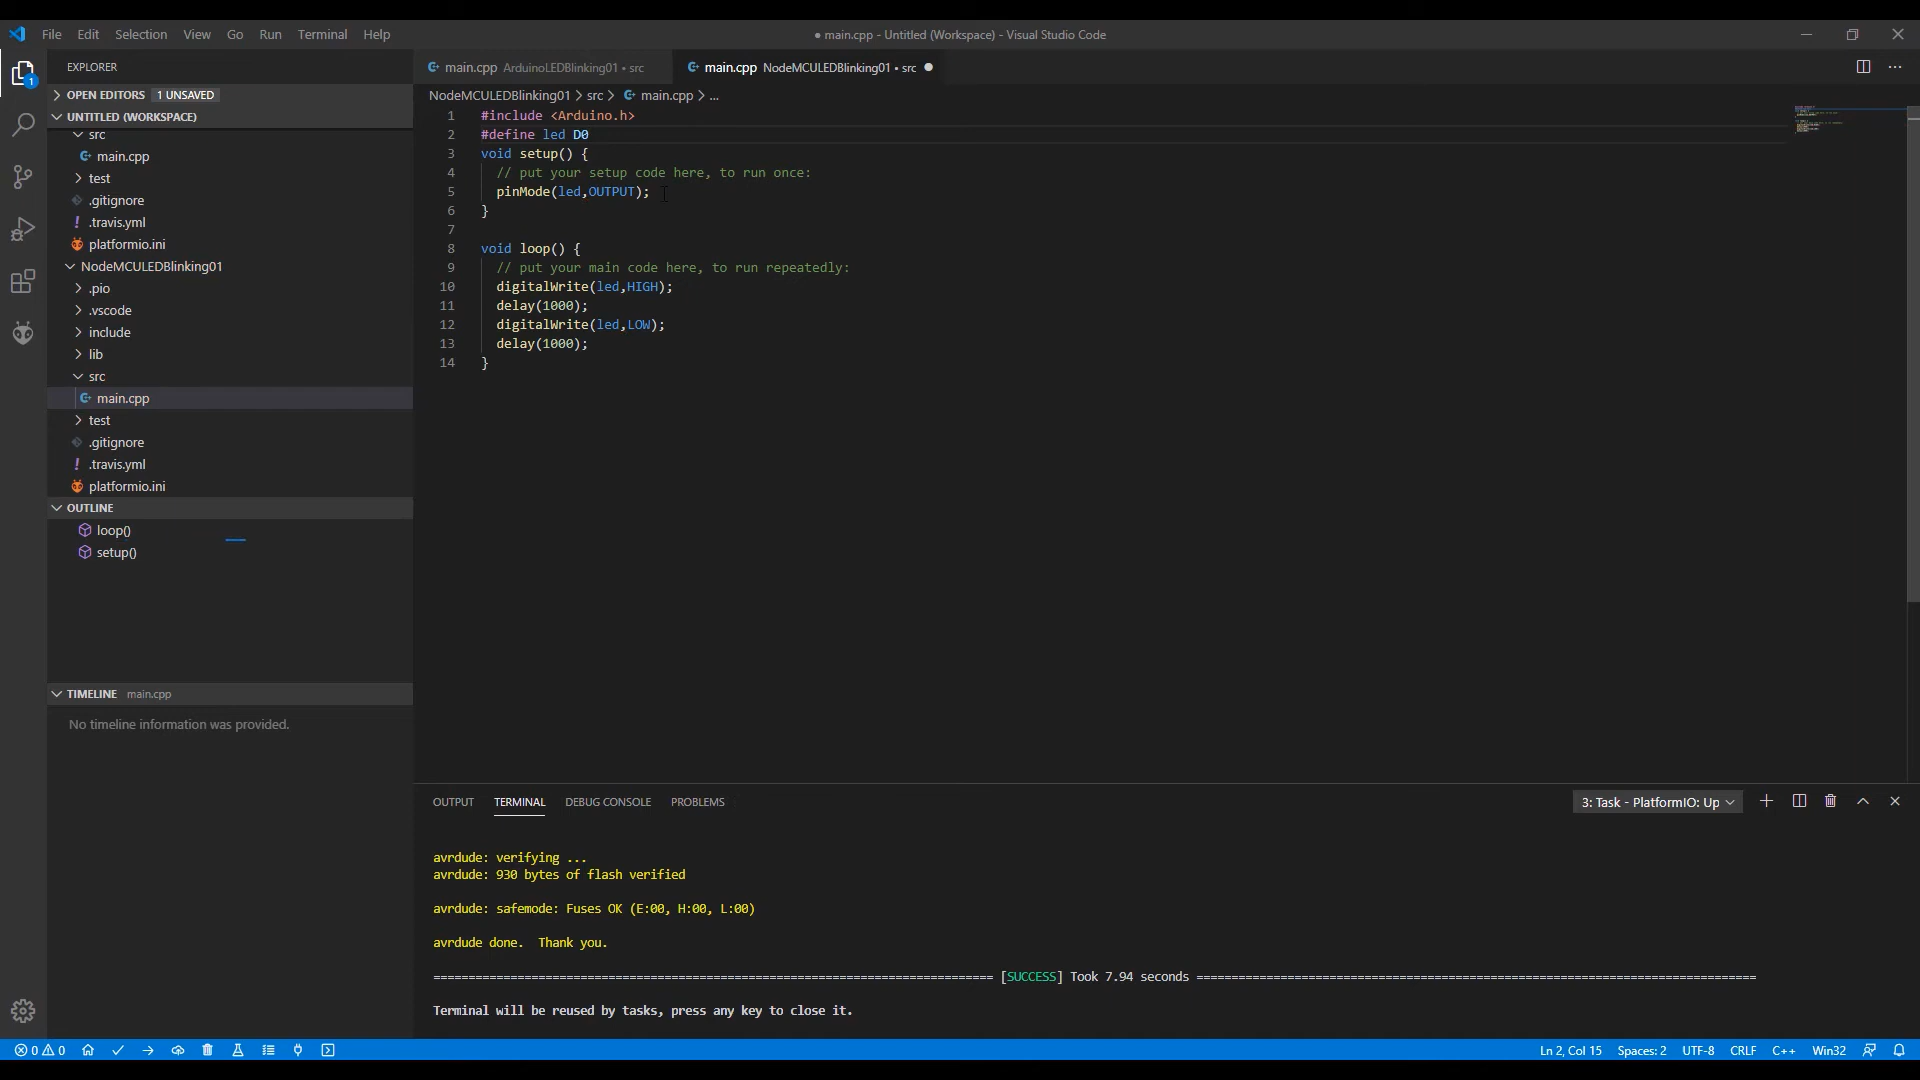 File Edit Selection View Go Run Terminal Help
● main.cpp - Untitled (Workspace) - Visual Studio Code
EXPLORER
OPEN EDITORS 1 UNSAVED
UNTITLED (WORKSPACE)
src
main.cpp
test
.gitignore
! .travis.yml
platformio.ini
NodeMCULEDBlinking01
.pio
.vscode
include
lib
src
main.cpp
test
.gitignore
! .travis.yml
platformio.ini
OUTLINE
loop()
setup()
TIMELINE main.cpp
No timeline information was provided.
1
main.cpp ArduinoLEDBlinking01 • src
main.cpp NodeMCULEDBlinking01 • src ●
NodeMCULEDBlinking01 > src > main.cpp > ...
1 #include <Arduino.h>
2 #define led D0
3 void setup() {
4 // put your setup code here, to run once:
5 pinMode(led,OUTPUT);
6 }
7
8 void loop() {
9 // put your main code here, to run repeatedly:
10 digitalWrite(led,HIGH);
11 delay(1000);
12 digitalWrite(led,LOW);
13 delay(1000);
14 }
OUTPUT TERMINAL DEBUG CONSOLE PROBLEMS
3: Task - PlatformIO: Up
avrdude: verifying ...
avrdude: 930 bytes of flash verified
avrdude: safemode: Fuses OK (E:00, H:00, L:00)
avrdude done.  Thank you.
================================================================================ [SUCCESS] Took 7.94 seconds ================================================================================
Terminal will be reused by tasks, press any key to close it.
0 0
Ln 2, Col 15 Spaces: 2 UTF-8 CRLF C++ Win32